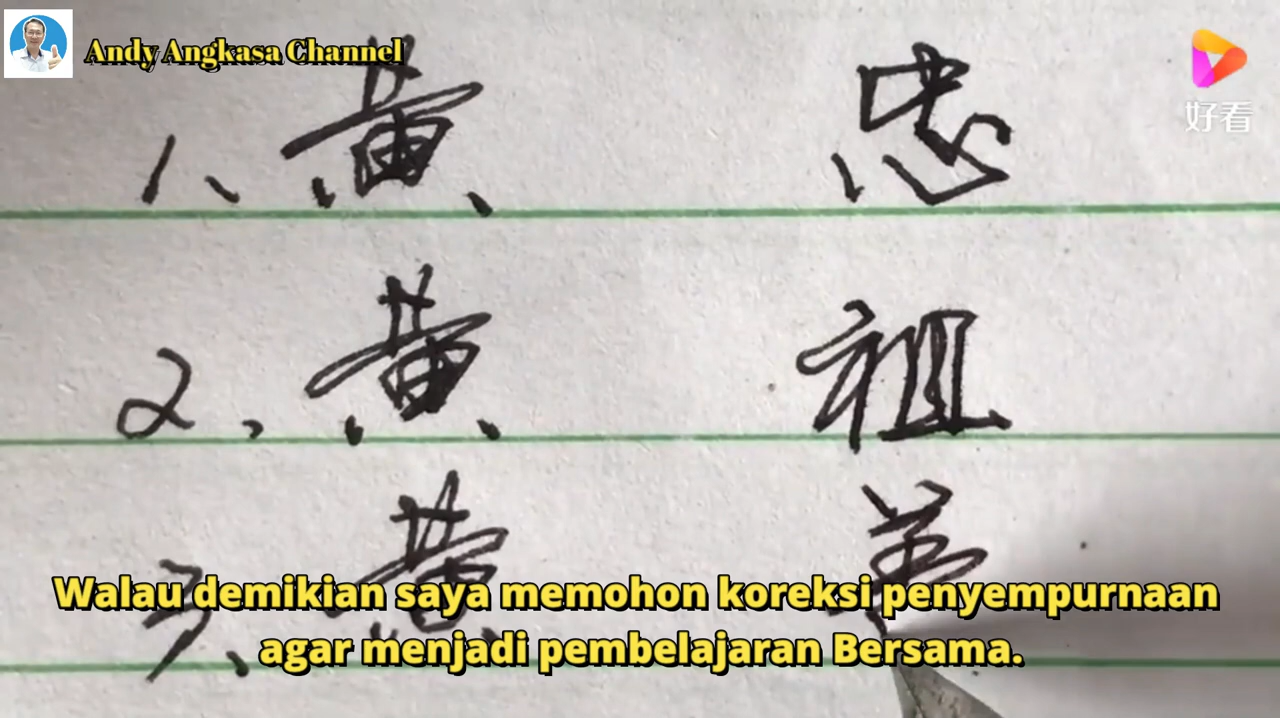 Andy Angkasa Channel
好看
1、黄 忠
2、黄 祖
3、黄
Walau demikian saya memohon koreksi penyempurnaan
agar menjadi pembelajaran Bersama.